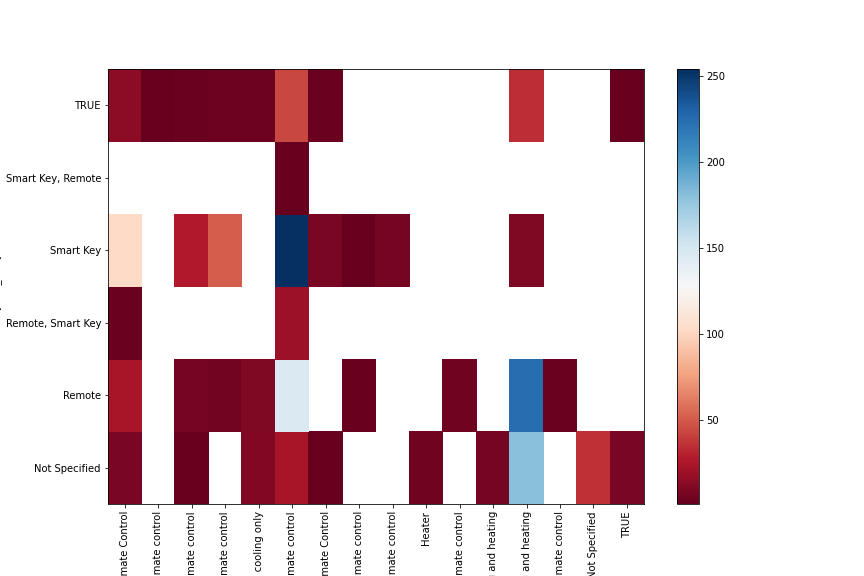 TRUE
Smart Key, Remote
Smart Key
Remote, Smart Key
Remote
Not Specified
250
200
150
100
50
mate Control
mate control
mate control
mate control
cooling only
mate control
mate Control
mate control
mate control
Heater
mate control
and heating
and heating
mate control
Not Specified
TRUE